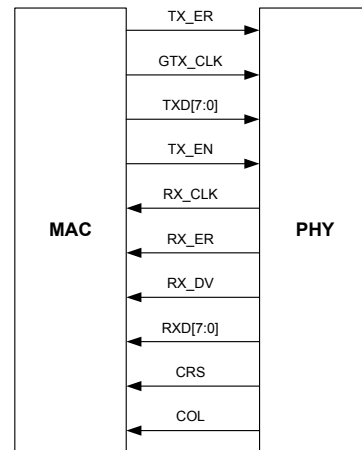 TX_ER
GTX_CLK
TXD[7:0]
TX_EN
RX_CLK
MAC
PHY
RX_ER
RX_DV
RXD[7:0]
CRS
COL